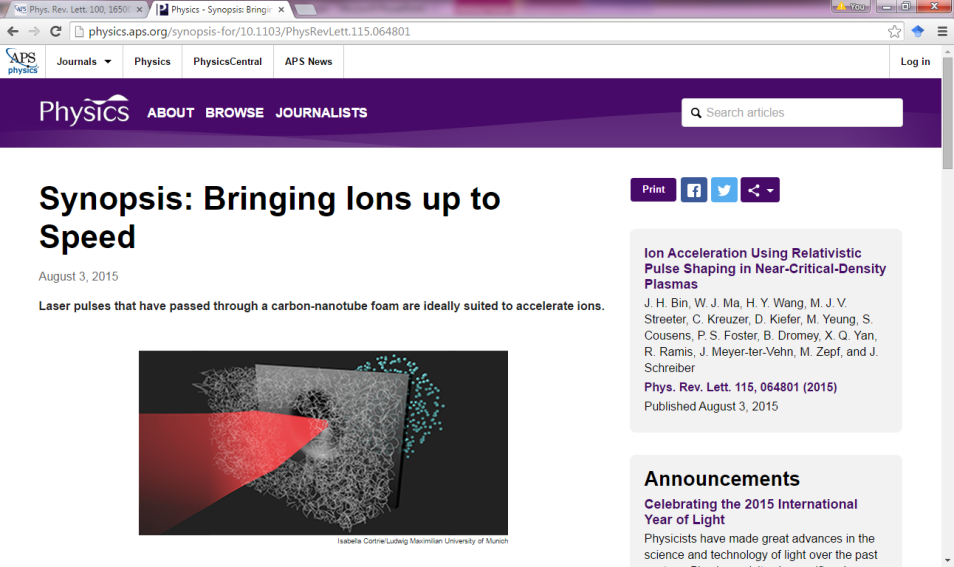 Phys. Rev. Lett. 100, 1650
Physics - Synopsis: Bringin
You
physics.aps.org/synopsis-for/10.1103/PhysRevLett.115.064801
APS
physics
Journals
Physics
PhysicsCentral
APS News
Log in
Physics
ABOUT
BROWSE
JOURNALISTS
Search articles
Synopsis: Bringing Ions up to
Speed
August 3, 2015
Laser pulses that have passed through a carbon-nanotube foam are ideally suited to accelerate ions.
Isabella Cortrie/Ludwig Maximilian University of Munich
Print
Ion Acceleration Using Relativistic
Pulse Shaping in Near-Critical-Density
Plasmas
J. H. Bin, W. J. Ma, H. Y. Wang, M. J. V.
Streeter, C. Kreuzer, D. Kiefer, M. Yeung, S.
Cousens, P. S. Foster, B. Dromey, X. Q. Yan,
R. Ramis, J. Meyer-ter-Vehn, M. Zepf, and J.
Schreiber
Phys. Rev. Lett. 115, 064801 (2015)
Published August 3, 2015
Announcements
Celebrating the 2015 International
Year of Light
Physicists have made great advances in the
science and technology of light over the past